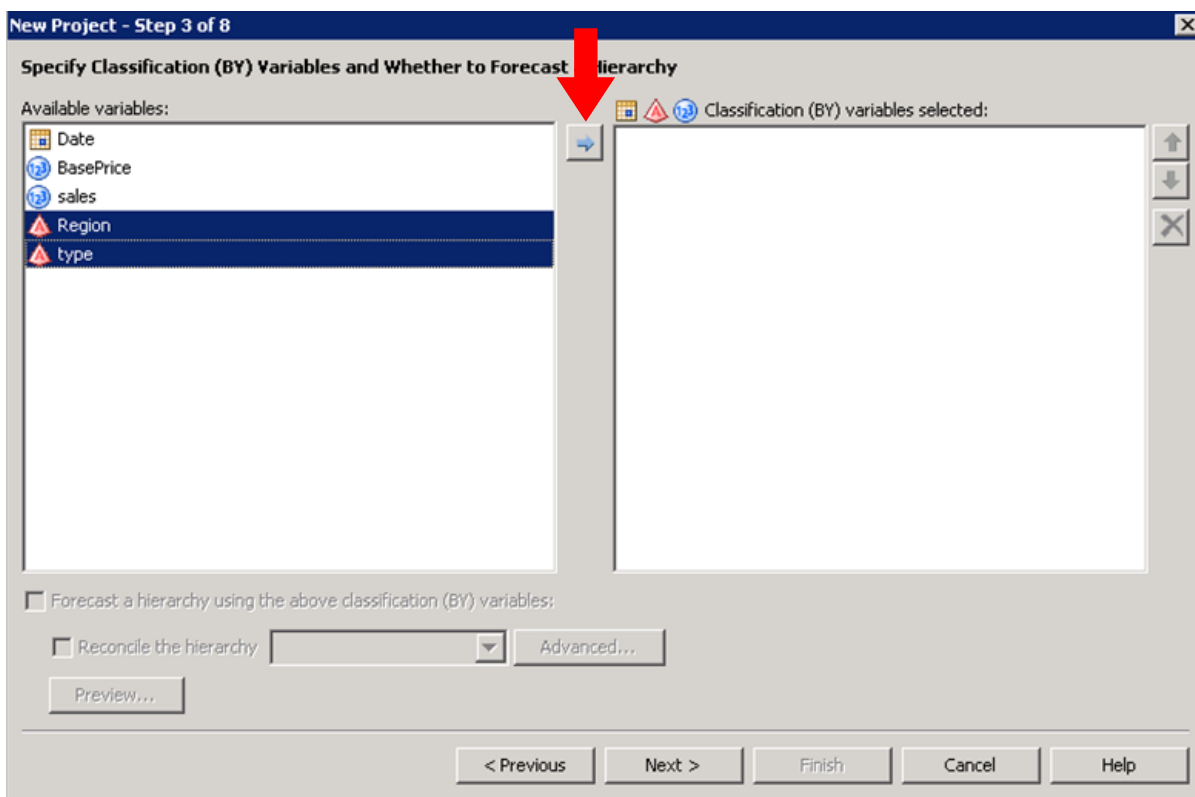 New Project - Step 3 of 8
Specify Classification (BY) Variables and Whether to Forecast Hierarchy
Available variables:
Classification (BY) variables selected:
Date
BasePrice
sales
Region
type
Forecast a hierarchy using the above classification (BY) variables:
Reconcile the hierarchy
Advanced...
Preview...
< Previous
Next >
Finish
Cancel
Help